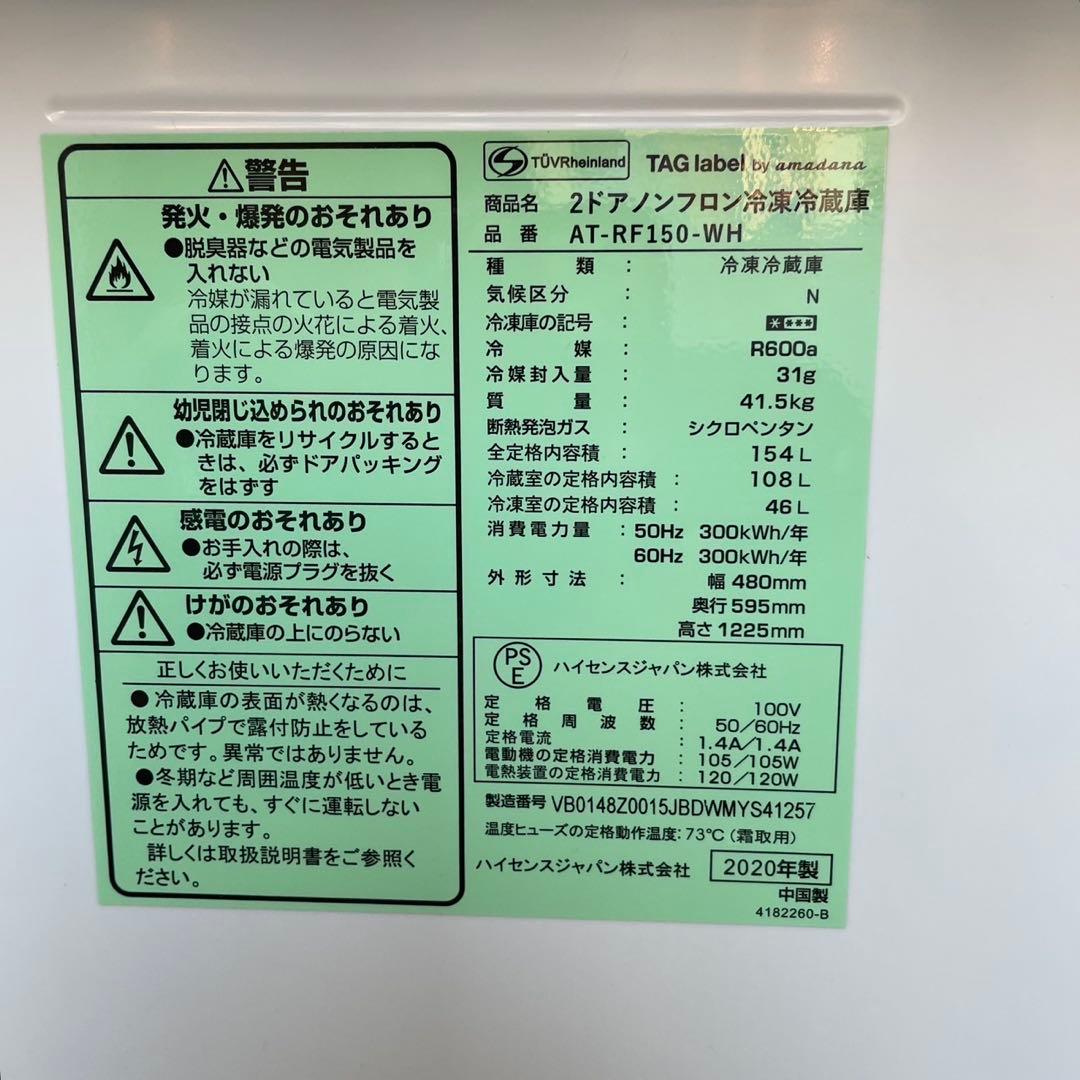 警告
発火・爆発のおそれあり
●脱臭器などの電気製品を
入れない
冷媒が漏れていると電気製
品の接点の火花による着火、
着火による爆発の原因にな
ります。
幼児閉じ込められのおそれあり
●冷蔵庫をリサイクルすると
きは、必ずドアパッキング
をはずす
感電のおそれあり
●お手入れの際は、
必ず電源プラグを抜く
けがのおそれあり
●冷蔵庫の上にのらない
正しくお使いいただくために
●冷蔵庫の表面が熱くなるのは、
放熱パイプで露付防止をしている
ためです。異常ではありません。
●冬期など周囲温度が低いとき電
源を入れても、すぐに運転しない
ことがあります。
詳しくは取扱説明書をご参照く
ださい。
TÜVRheinland TAG label by amadana
商品名 2ドアノンフロン冷凍冷蔵庫
品番 AT-RF150-WH
種類 : 冷凍冷蔵庫
気候区分 : N
冷凍庫の記号 : * ***
冷媒 : R600a
冷媒封入量 : 31g
質量 : 41.5kg
断熱発泡ガス : シクロペンタン
全定格内容積 : 154L
冷蔵室の定格内容積 : 108L
冷凍室の定格内容積 : 46L
消費電力量 : 50Hz 300kWh/年
60Hz 300kWh/年
外形寸法 : 幅 480mm
奥行 595mm
高さ 1225mm
PSE ハイセンスジャパン株式会社
定格電圧 : 100V
定格周波数 : 50/60Hz
定格電流 : 1.4A/1.4A
電動機の定格消費電力 : 105/105W
電熱装置の定格消費電力 : 120/120W
製造番号 VB0148Z0015JBDWMYS41257
温度ヒューズの定格動作温度:73℃(霜取用)
ハイセンスジャパン株式会社 2020年製
中国製
4182260-B